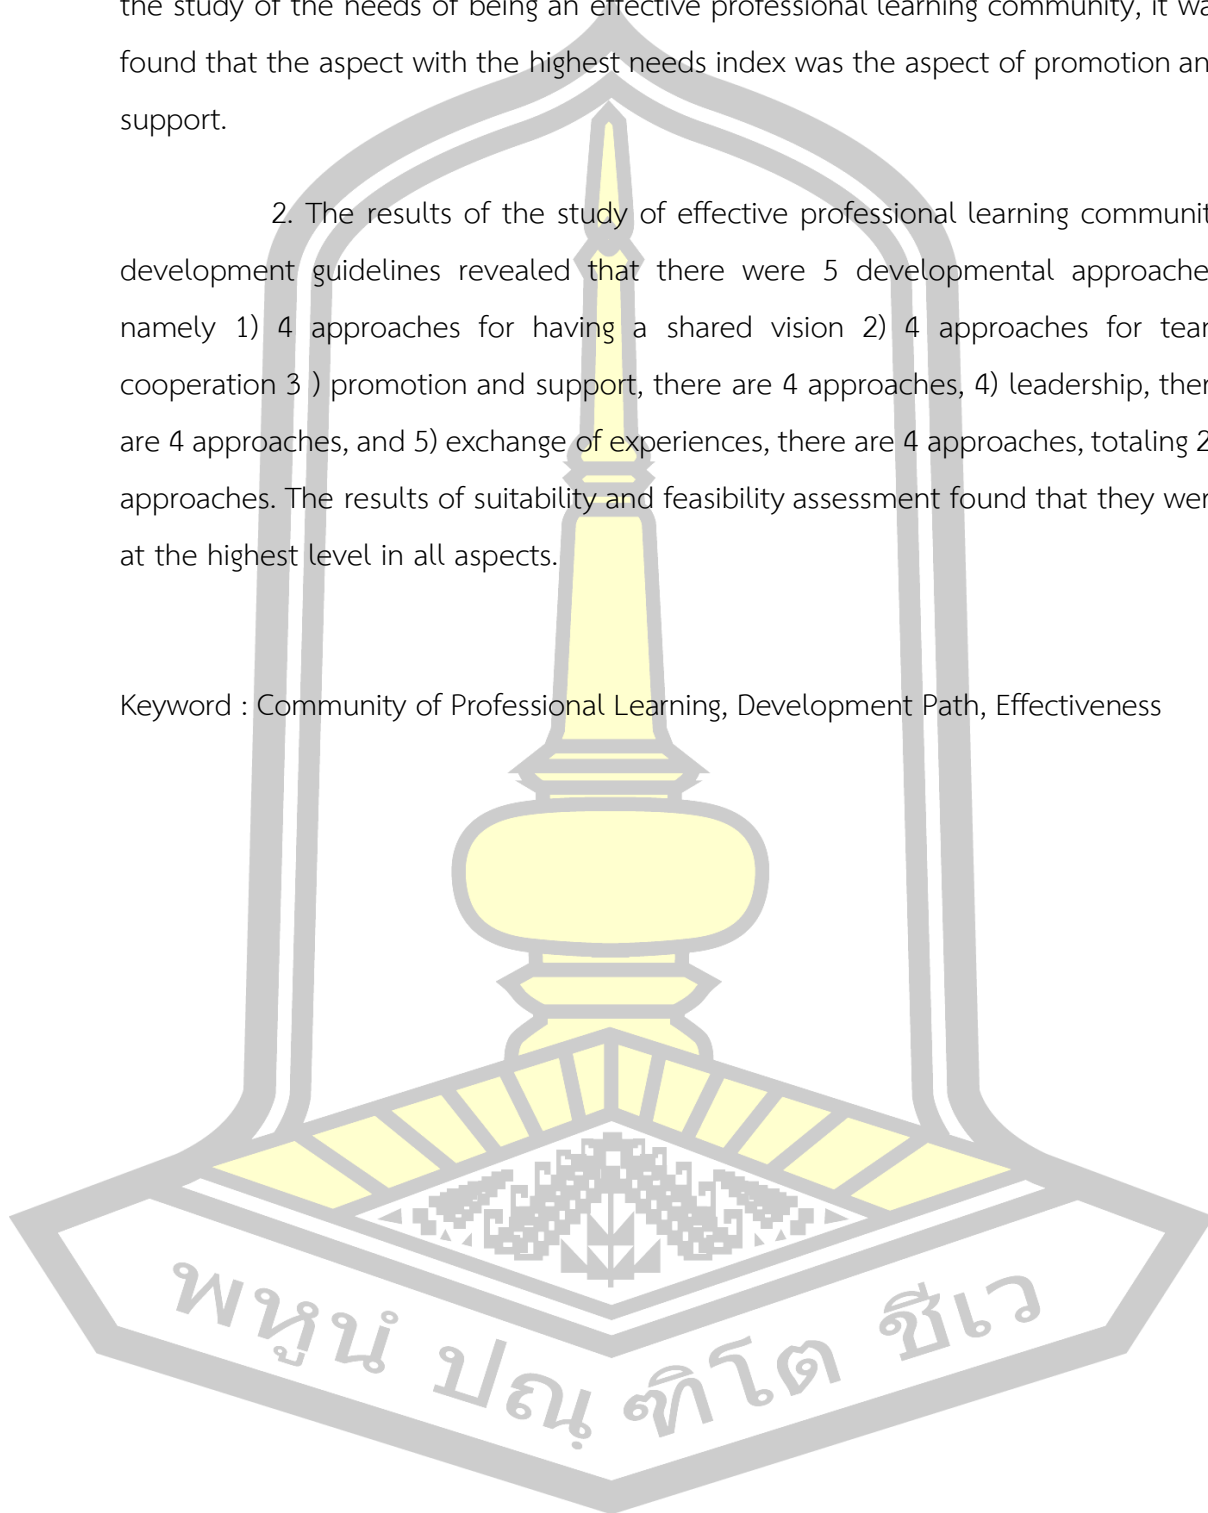 the study of the needs of being an effective professional learning community, it wa
found that the aspect with the highest needs index was the aspect of promotion an
support.
2. The results of the study of effective professional learning communit
development guidelines revealed that there were 5 developmental approache
namely 1) 4 approaches for having a shared vision 2) 4 approaches for tear
cooperation 3 ) promotion and support, there are 4 approaches, 4) leadership, ther
are 4 approaches, and 5) exchange of experiences, there are 4 approaches, totaling 2
approaches. The results of suitability and feasibility assessment found that they wer
at the highest level in all aspects.
Keyword : Community of Professional Learning, Development Path, Effectiveness
พหูนํ ปณฺฑิโต ชีเว